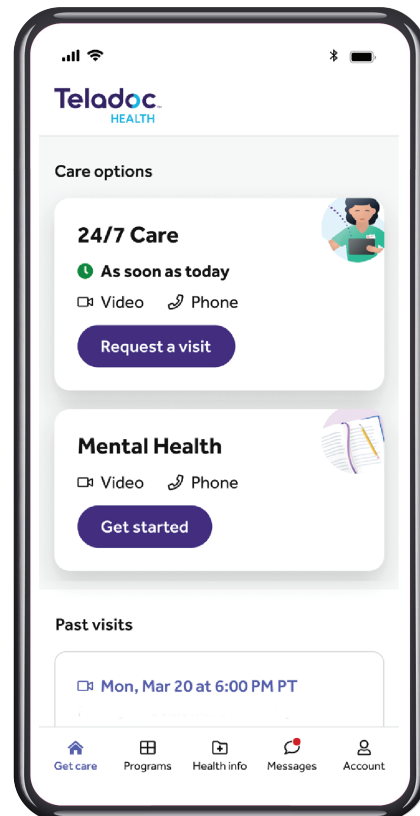 Teladoc
HEALTH
Care options
24/7 Care
As soon as today
Video Phone
Request a visit
Mental Health
Video Phone
Get started
Past visits
Mon, Mar 20 at 6:00 PM PT
Get care Programs Health info Messages Account